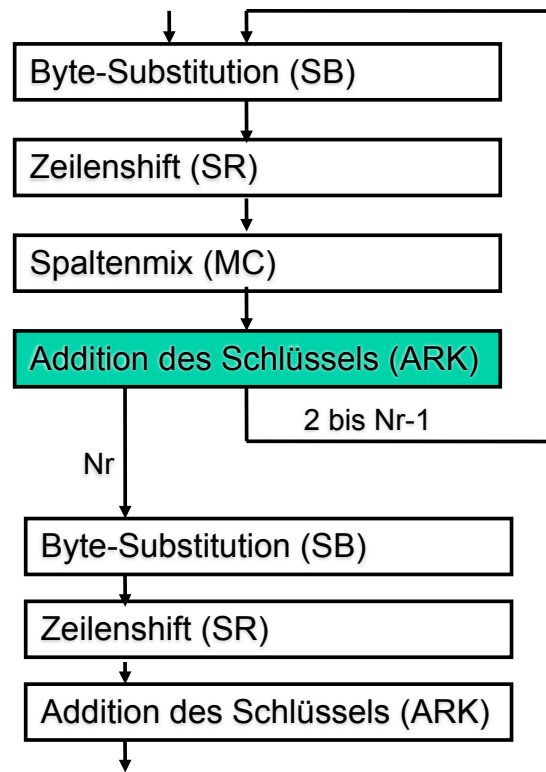 Byte-Substitution (SB)
Zeilenshift (SR)
Spaltenmix (MC)
Addition des Schlüssels (ARK)
2 bis Nr-1
Nr
Byte-Substitution (SB)
Zeilenshift (SR)
Addition des Schlüssels (ARK)